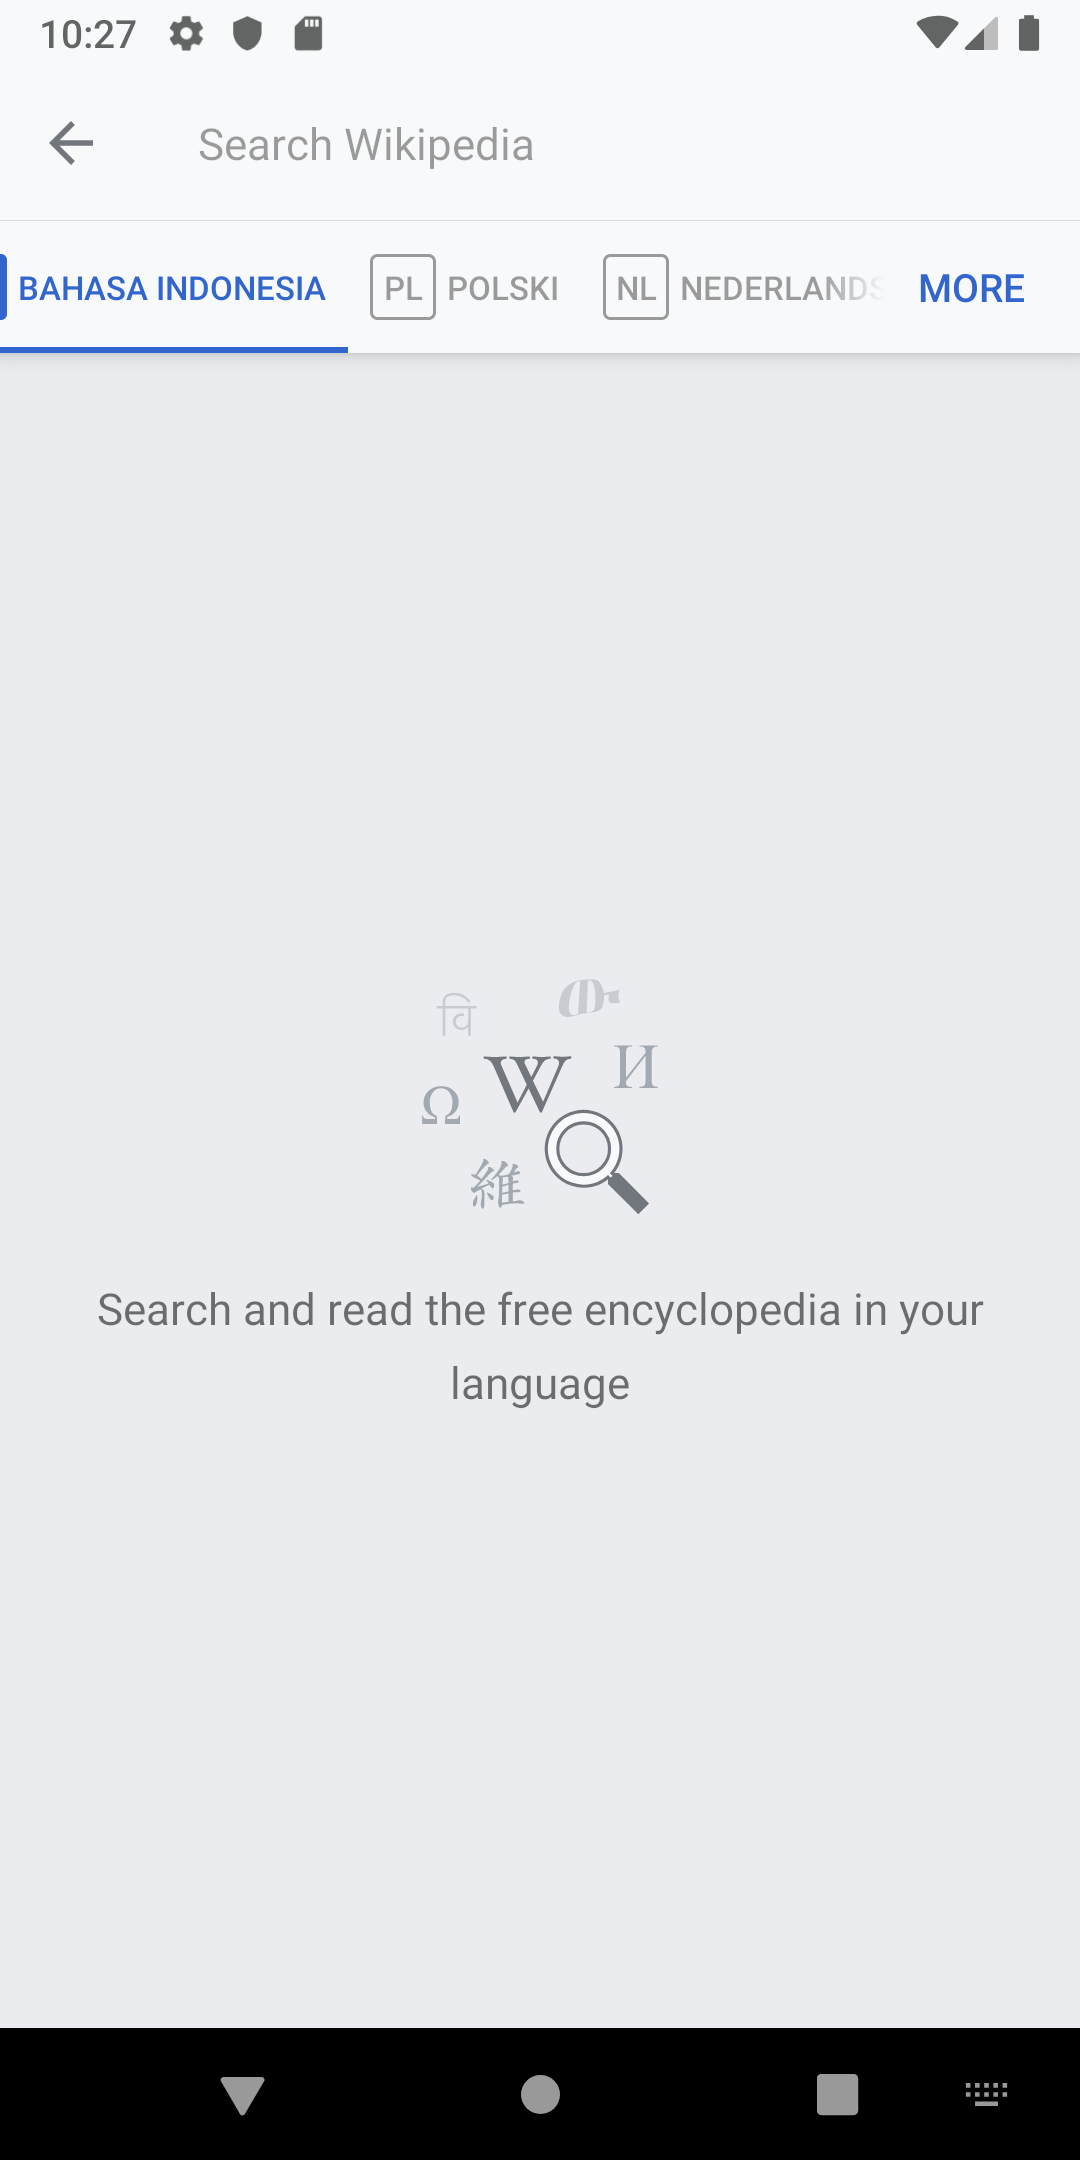 10:27
Search Wikipedia
BAHASA INDONESIA PL POLSKI NL NEDERLANDS MORE
वि ው
W И
Ω
維
Search and read the free encyclopedia in your
language